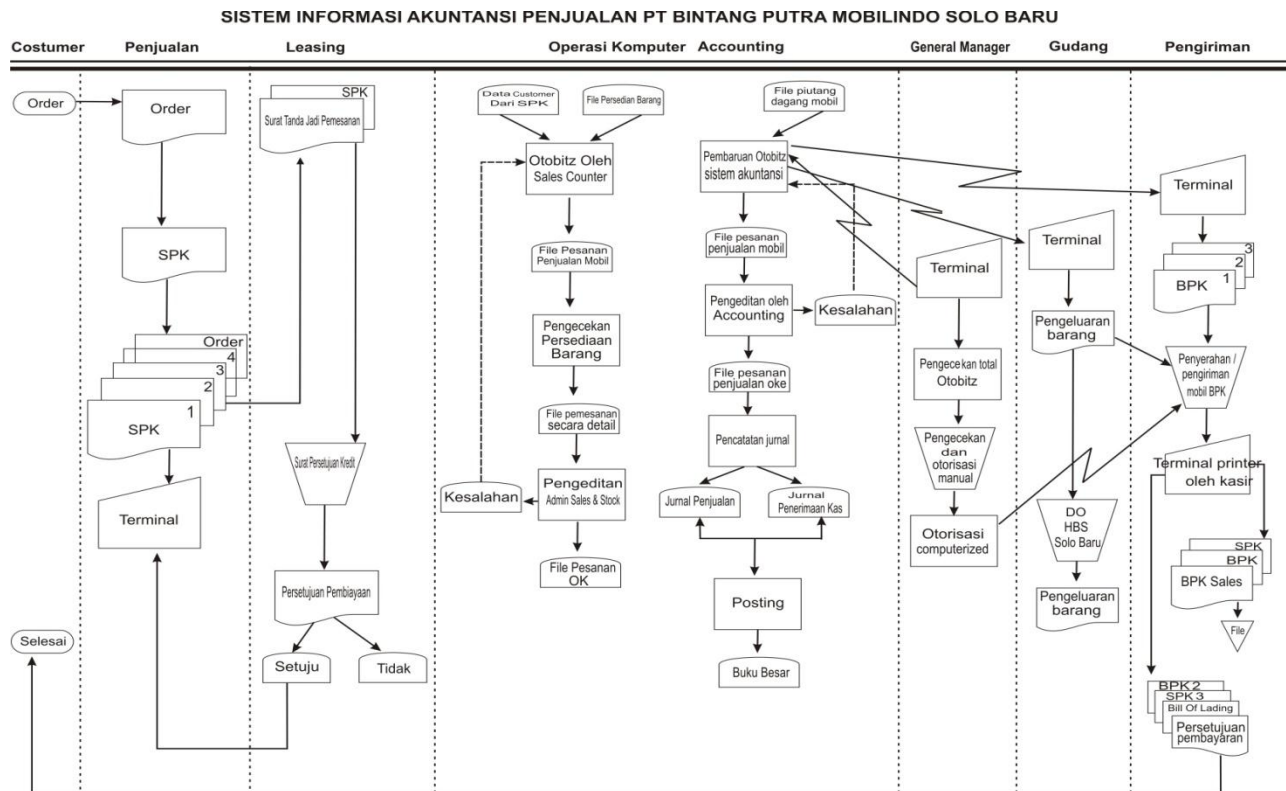 SISTEM INFORMASI AKUNTANSI PENJUALAN PT BINTANG PUTRA MOBILINDO SOLO BARU
Costumer
Penjualan
Leasing
Operasi Komputer
Accounting
General Manager
Gudang
Pengiriman
Order
Selesai
Order
SPK
Order
4
3
2
1
SPK
Terminal
SPK
Surat Tanda Jadi Pemesanan
Surat Persetujuan Kredit
Persetujuan Pembiayaan
Setuju
Tidak
Data Customer
Dari SPK
File Persedian Barang
Otobitz Oleh
Sales Counter
File Pesanan
Penjualan Mobil
Pengecekan
Persediaan
Barang
File pemesanan
secara detail
Pengeditan
Admin Sales & Stock
Kesalahan
File Pesanan
OK
File piutang
dagang mobil
Pembaruan Otobitz
sistem akuntansi
File pesanan
penjualan mobil
Pengeditan oleh
Accounting
Kesalahan
File pesanan
penjualan oke
Pencatatan jurnal
Jurnal Penjualan
Jurnal
Penerimaan Kas
Posting
Buku Besar
Terminal
Pengecekan total
Otobitz
Pengecekan
dan
otorisasi
manual
Otorisasi
computerized
Terminal
Pengeluaran
barang
DO
HBS
Solo Baru
Pengeluaran
barang
Terminal
3
2
1
BPK
Penyerahan /
pengiriman
mobil BPK
Terminal printer
oleh kasir
SPK
BPK
BPK Sales
File
BPK 2
SPK 3
Bill Of Lading
Persetujuan
pembayaran